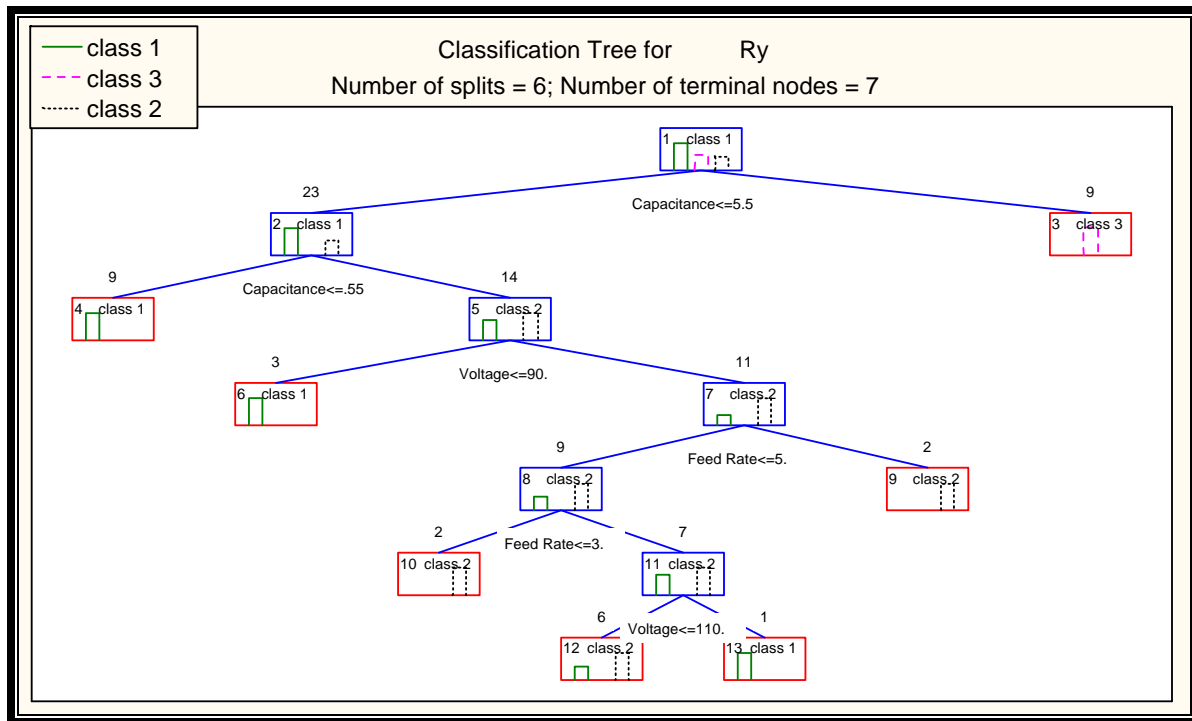 class 1
class 3
class 2
Classification Tree for Ry
Number of splits = 6; Number of terminal nodes = 7
1 class 1
Capacitance<=5.5
23
9
2 class 1
3 class 3
Capacitance<=.55
9
14
4 class 1
5 class 2
Voltage<=90.
3
11
6 class 1
7 class 2
Feed Rate<=5.
9
2
8 class 2
9 class 2
Feed Rate<=3.
2
7
10 class 2
11 class 2
Voltage<=110.
6
1
12 class 2
13 class 1